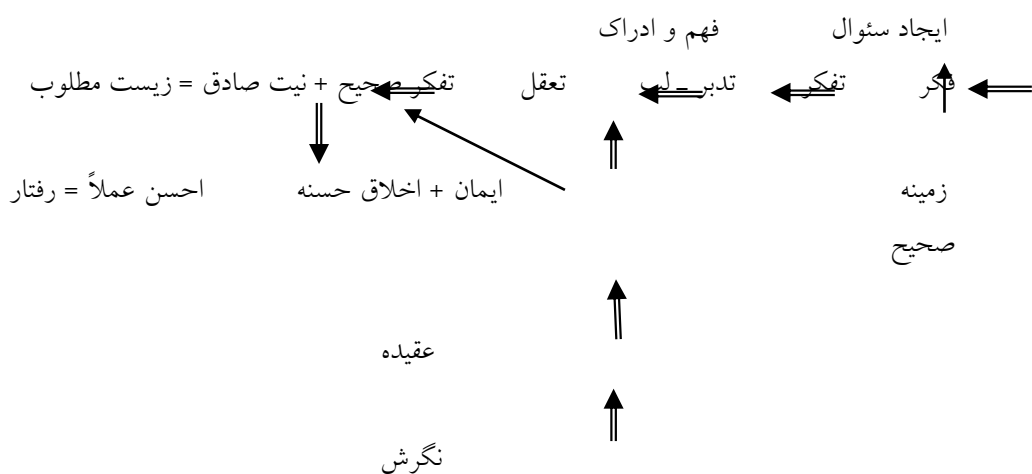 ایجاد سئوال فهم و ادراک
فکر تفکر تدبر – لب تعقل تفکر صحیح + نیت صادق = زیست مطلوب
زمینه ایمان + اخلاق حسنه احسن عملاً = رفتار
صحیح
عقیده
نگرش